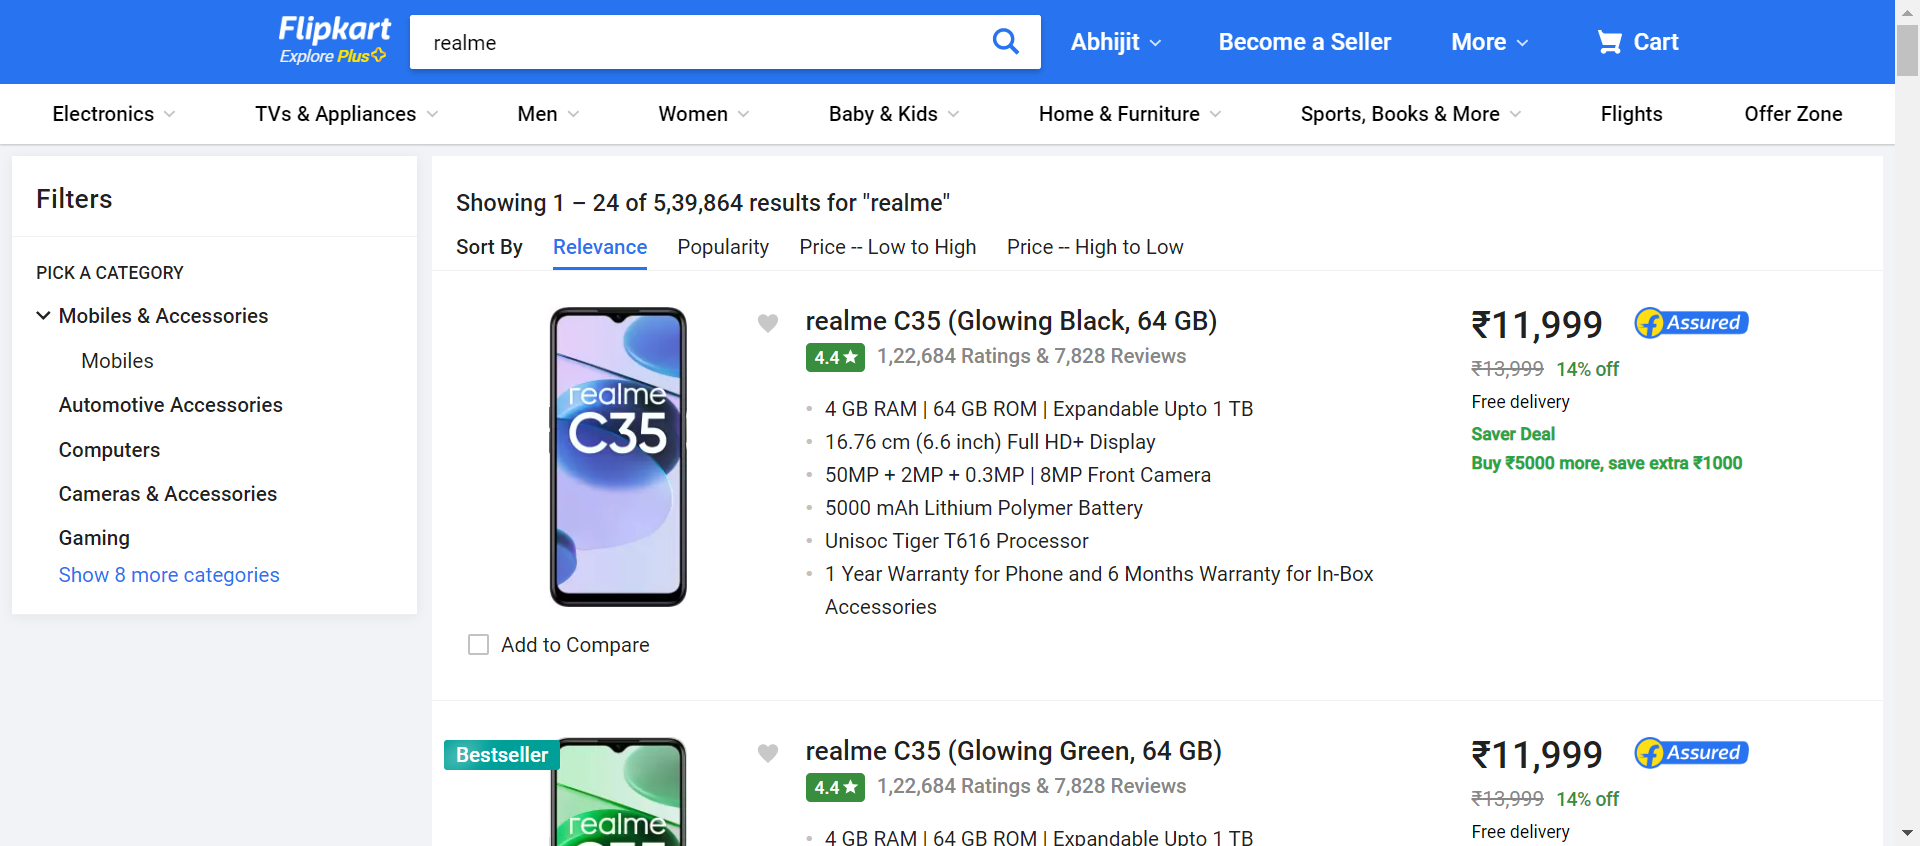 Flipkart
Explore Plus
realme
Abhijit
Become a Seller
More
Cart
Electronics
TVs & Appliances
Men
Women
Baby & Kids
Home & Furniture
Sports, Books & More
Flights
Offer Zone
Filters
PICK A CATEGORY
Mobiles & Accessories
Mobiles
Automotive Accessories
Computers
Cameras & Accessories
Gaming
Show 8 more categories
Showing 1 – 24 of 5,39,864 results for "realme"
Sort By
Relevance
Popularity
Price -- Low to High
Price -- High to Low
realme
C35
Add to Compare
realme C35 (Glowing Black, 64 GB)
4.4★
1,22,684 Ratings & 7,828 Reviews
4 GB RAM | 64 GB ROM | Expandable Upto 1 TB
16.76 cm (6.6 inch) Full HD+ Display
50MP + 2MP + 0.3MP | 8MP Front Camera
5000 mAh Lithium Polymer Battery
Unisoc Tiger T616 Processor
1 Year Warranty for Phone and 6 Months Warranty for In-Box
Accessories
₹11,999
Assured
₹13,999
14% off
Free delivery
Saver Deal
Buy ₹5000 more, save extra ₹1000
Bestseller
realme
C35
realme C35 (Glowing Green, 64 GB)
4.4★
1,22,684 Ratings & 7,828 Reviews
4 GB RAM | 64 GB ROM | Expandable Upto 1 TB
₹11,999
Assured
₹13,999
14% off
Free delivery